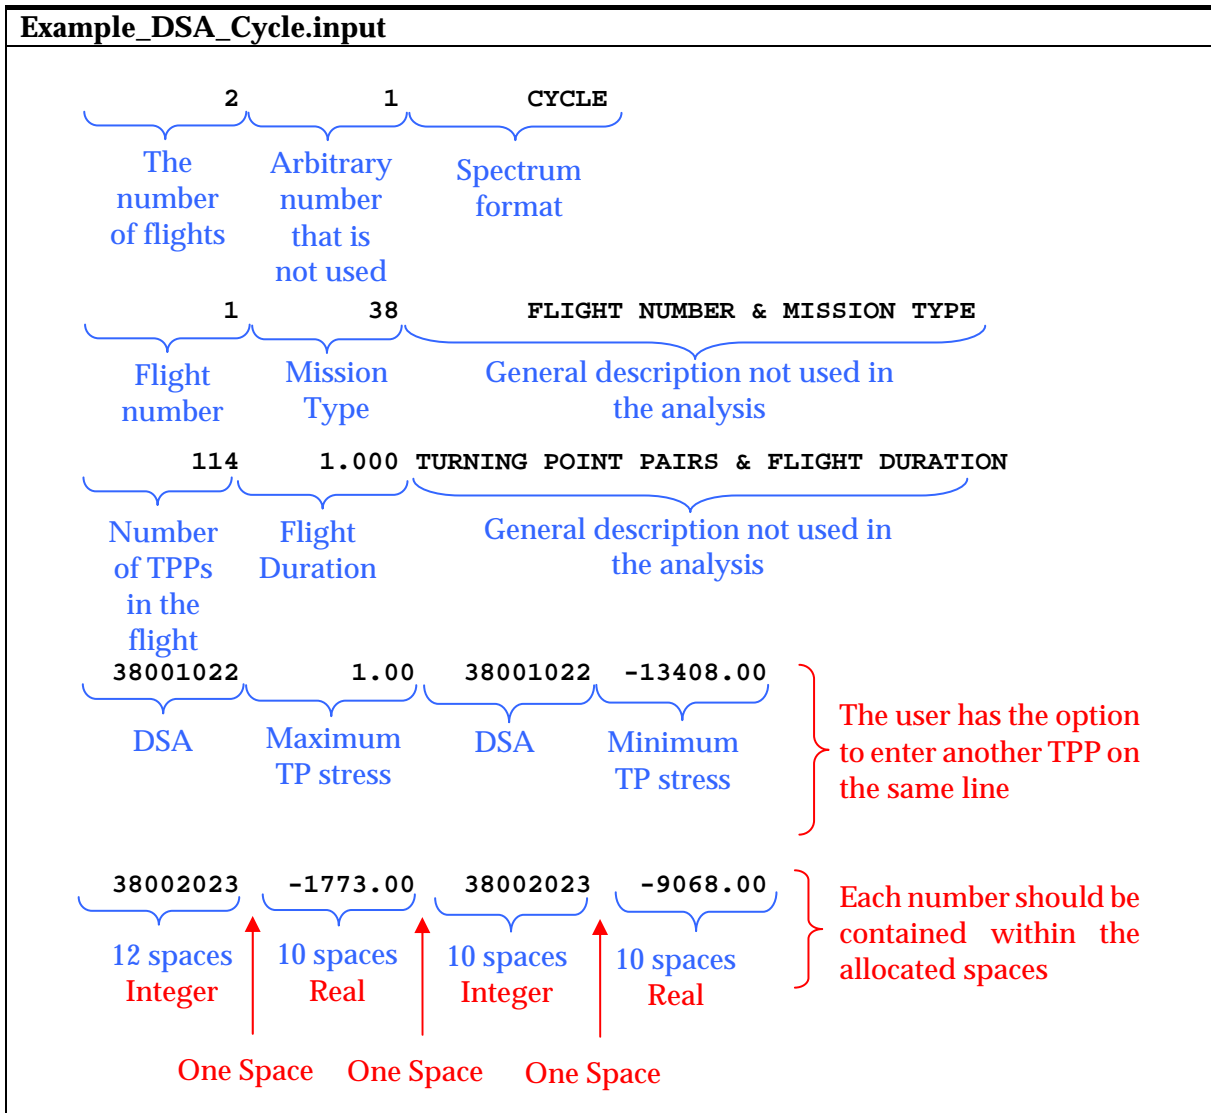 Example_DSA_Cycle.input
2 1 CYCLE
The number of flights
Arbitrary number that is not used
Spectrum format
1 38 FLIGHT NUMBER & MISSION TYPE
Flight number
Mission Type
General description not used in the analysis
114 1.000 TURNING POINT PAIRS & FLIGHT DURATION
Number of TPPs in the flight
Flight Duration
General description not used in the analysis
38001022 1.00 38001022 -13408.00
DSA
Maximum TP stress
DSA
Minimum TP stress
The user has the option
to enter another TPP on
the same line
38002023 -1773.00 38002023 -9068.00
12 spaces
Integer
10 spaces
Real
10 spaces
Integer
10 spaces
Real
Each number should be
contained within the
allocated spaces
One Space One Space One Space